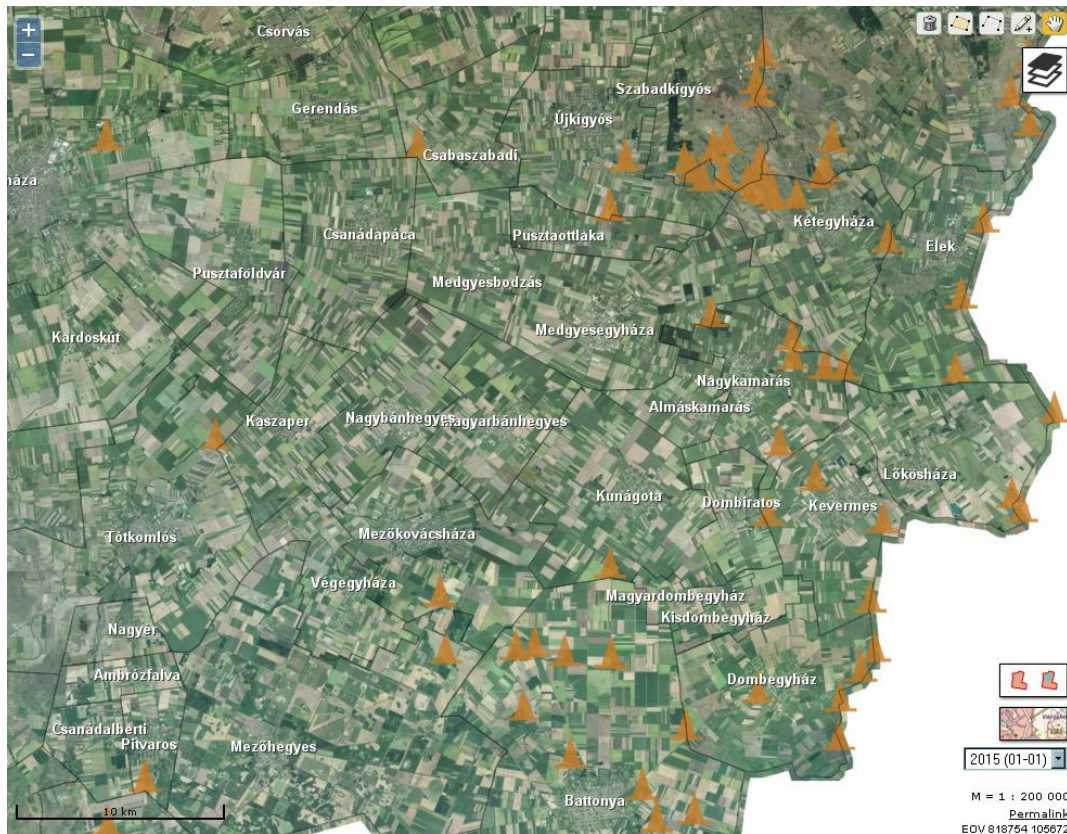 +
−
Csorvás
Szabadkígyós
Gerendás
Újkígyós
Csabaszabadi
háza
Kétegyháza
Csanádapáca
Pusztaottlaka
Elek
Pusztaföldvár
Medgyesbodzás
Kardoskút
Medgyesegyháza
Nagykamarás
Almáskamarás
Kaszaper
Nagybánhegyes
agyarbánhegyes
Lőkösháza
Kunágota
Dombiratos
Kevermes
Tótkomlós
Mezőkovácsháza
Végegyháza
Magyardombegyház
Kisdombegyház
Nagyér
Ambrózfalva
Dombegyház
Csanádalberti
Pitvaros
Mezőhegyes
2015 (01-01)
Battonya
10 km
M = 1 : 200 000
Permalink
EOV 818754 105672